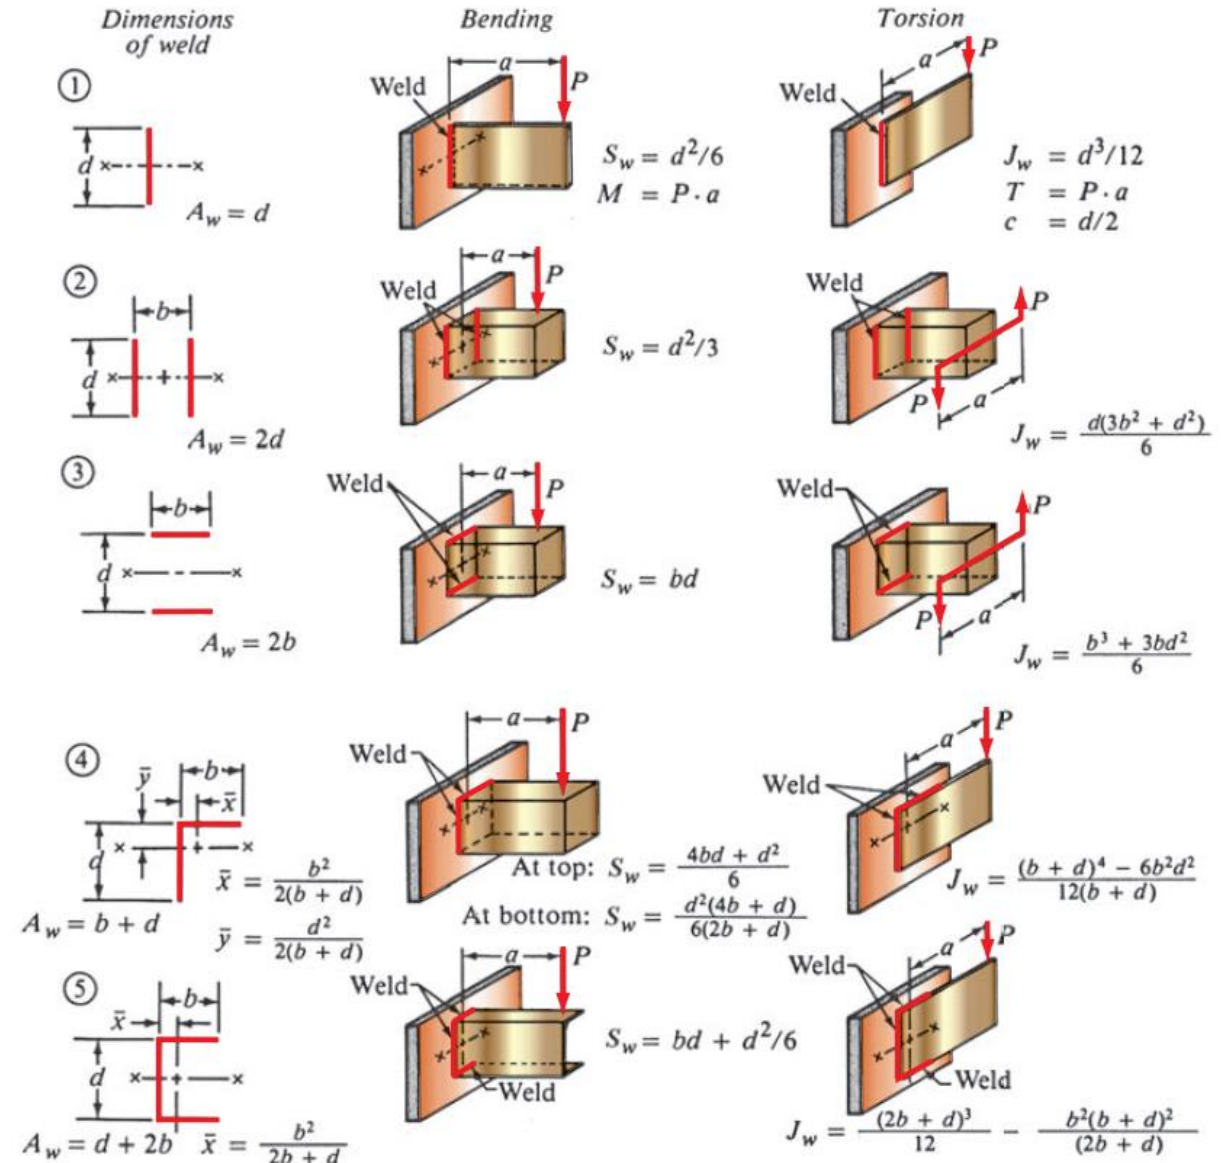 Dimensions of weld
Bending
Torsion
①
d
A_w = d
Weld
a
P
S_w = d²/6
M = P · a
Weld
a
P
J_w = d³/12
T = P · a
c = d/2
②
b
d
A_w = 2d
Weld
a
P
S_w = d²/3
Weld
P
P
a
J_w = d(3b² + d²)/6
③
b
d
A_w = 2b
Weld
a
P
S_w = bd
Weld
P
P
a
J_w = b³ + 3bd²/6
④
ȳ
b
x̄
d
A_w = b + d
x̄ = b²/2(b + d)
ȳ = d²/2(b + d)
Weld
a
P
At top: S_w = 4bd + d²/6
At bottom: S_w = d²(4b + d)/6(2b + d)
Weld
a
P
J_w = (b + d)⁴ − 6b²d²/12(b + d)
⑤
b
x̄
d
A_w = d + 2b
x̄ = b²/2b + d
Weld
a
P
Weld
S_w = bd + d²/6
Weld
a
P
Weld
J_w = (2b + d)³/12 − b²(b + d)²/(2b + d)